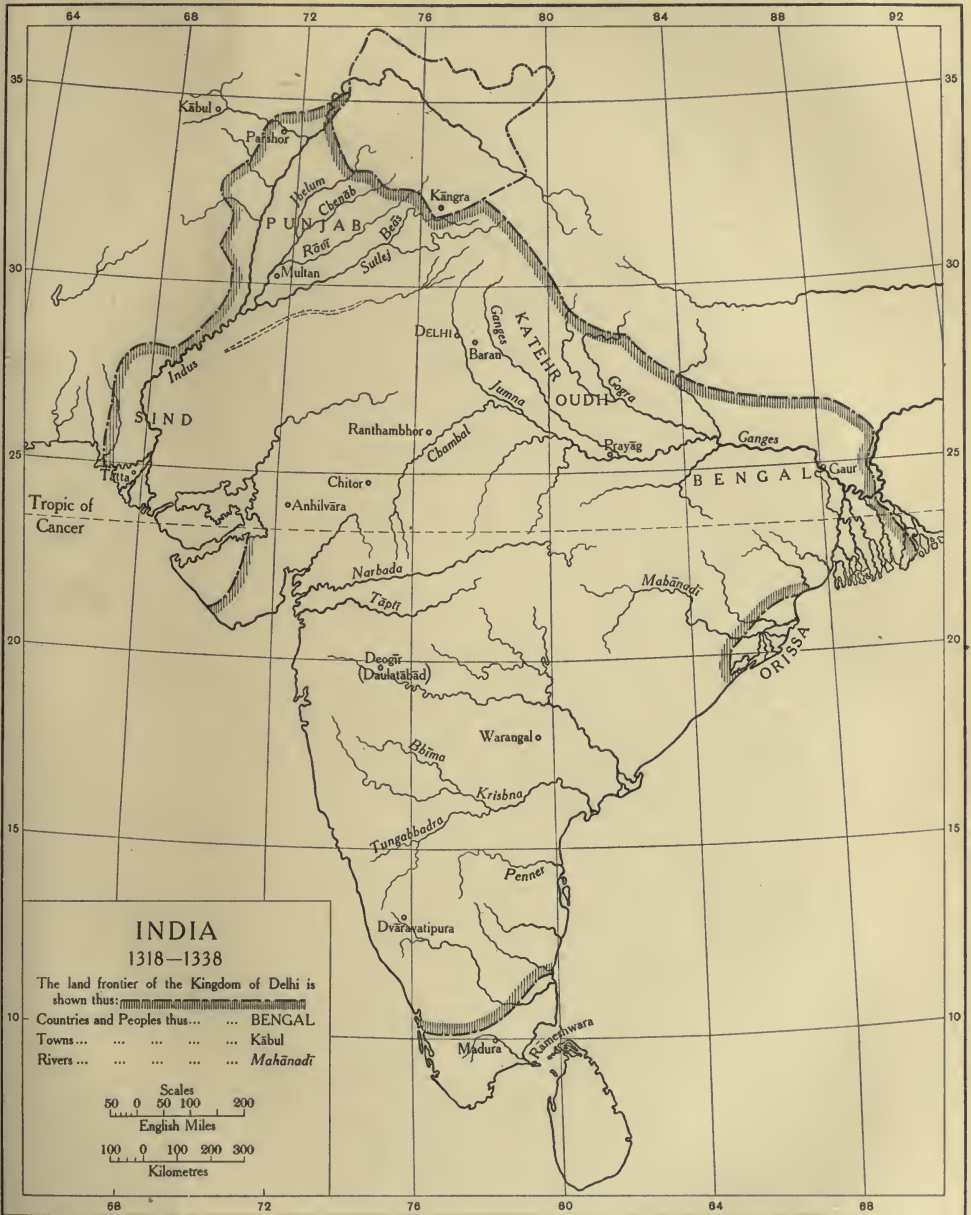 64 68 72 76 80 84 88 92
35 35
Kābul
Parshor
Jhelum
Kāngra
Chenāb
PUNJAB
Beās
Rāvī
Sutlej
30 30
Multan
DELHI
Ganges
KATEHR
Baran
Indus
Gogra
Jumna
OUDH
SIND
Ranthambhor
Chambal
Prayāg
Ganges
25 25
Tatta
Chitor
BENGAL
Gaur
Tropic of
Cancer
Anhilvāra
Narbada
Tāptī
Mahānadī
20 20
ORISSA
Deogīr
(Daulatābād)
Warangal
Bhīma
Krishna
15 15
Tungabhadra
Penner
Dvāravatīpura
10 10
Madura
Rāmeshwara
INDIA
1318—1338
The land frontier of the Kingdom of Delhi is
shown thus:
Countries and Peoples thus... ... BENGAL
Towns ... ... ... ... ... Kābul
Rivers ... ... ... ... ... Mahānadī
Scales
50 0 50 100 200
English Miles
100 0 100 200 300
Kilometres
68 72 76 80 84 88